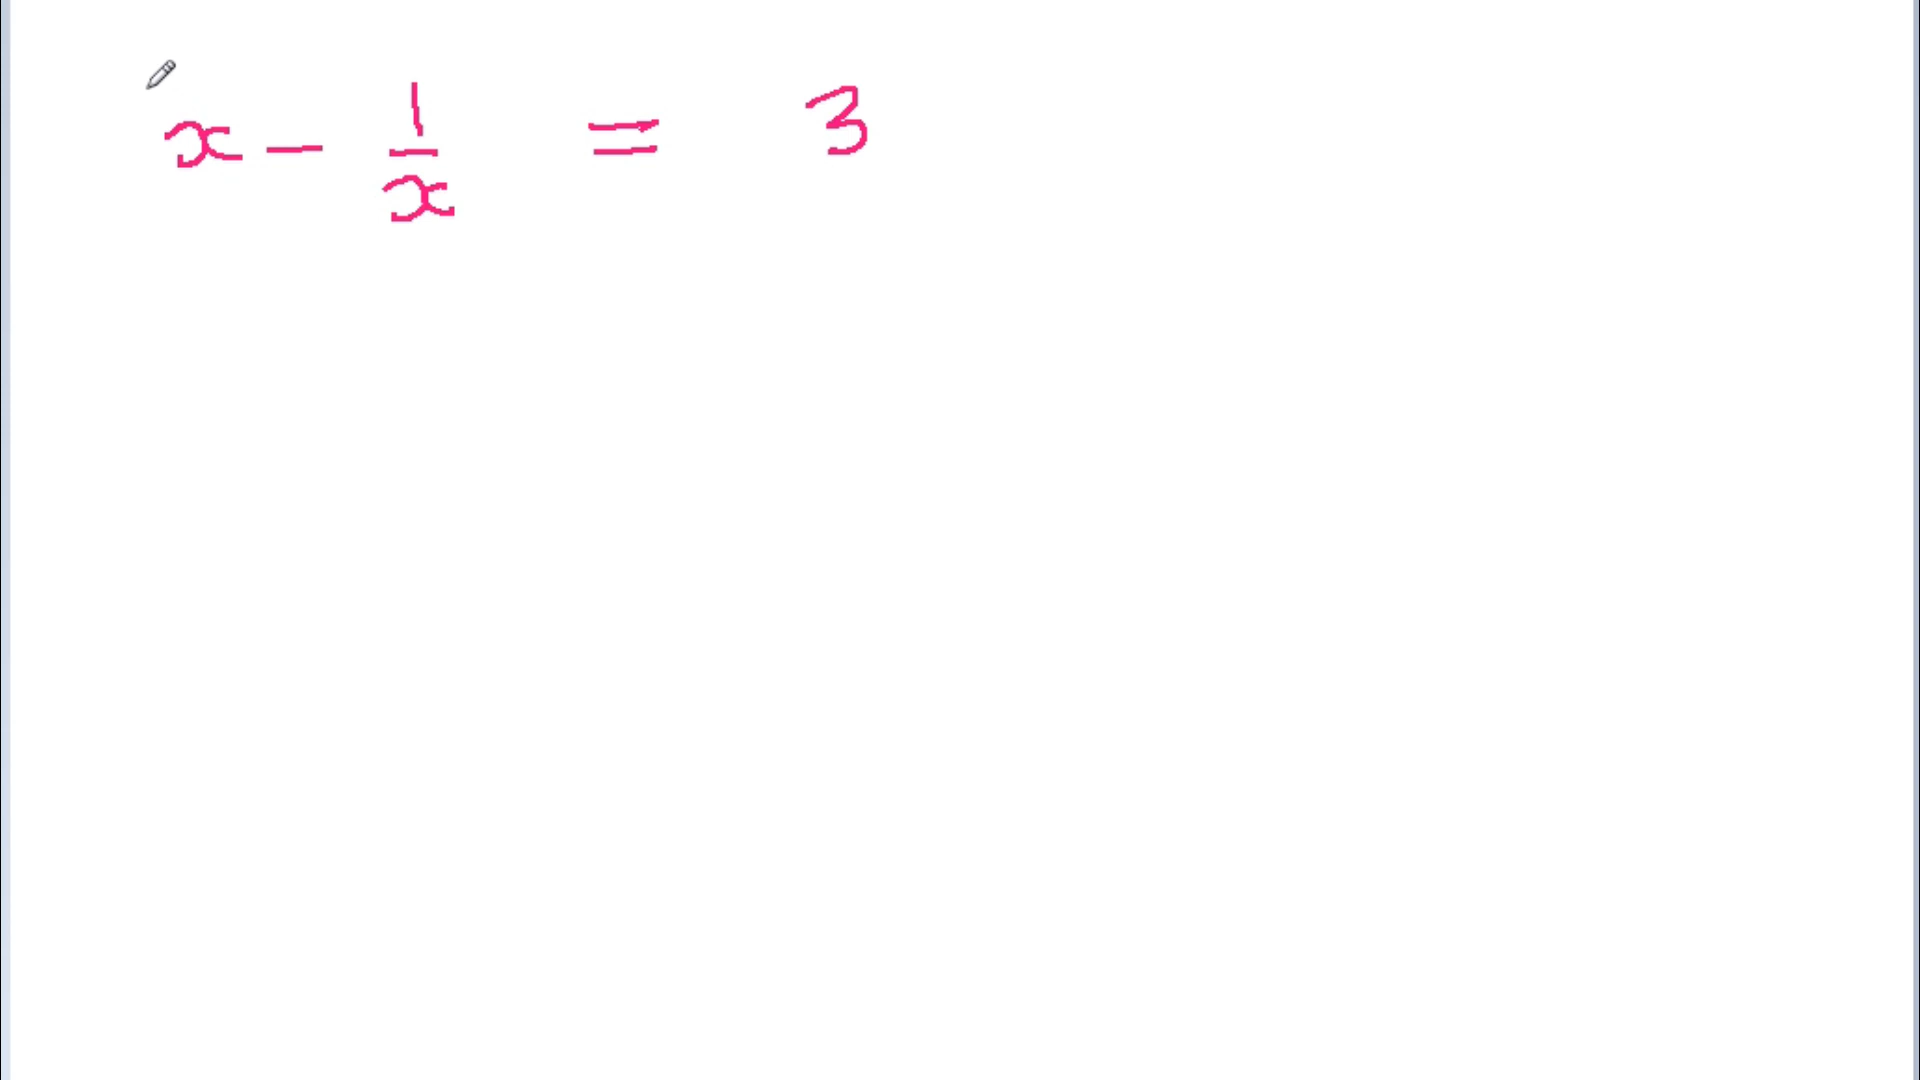 x - 1/x = 3